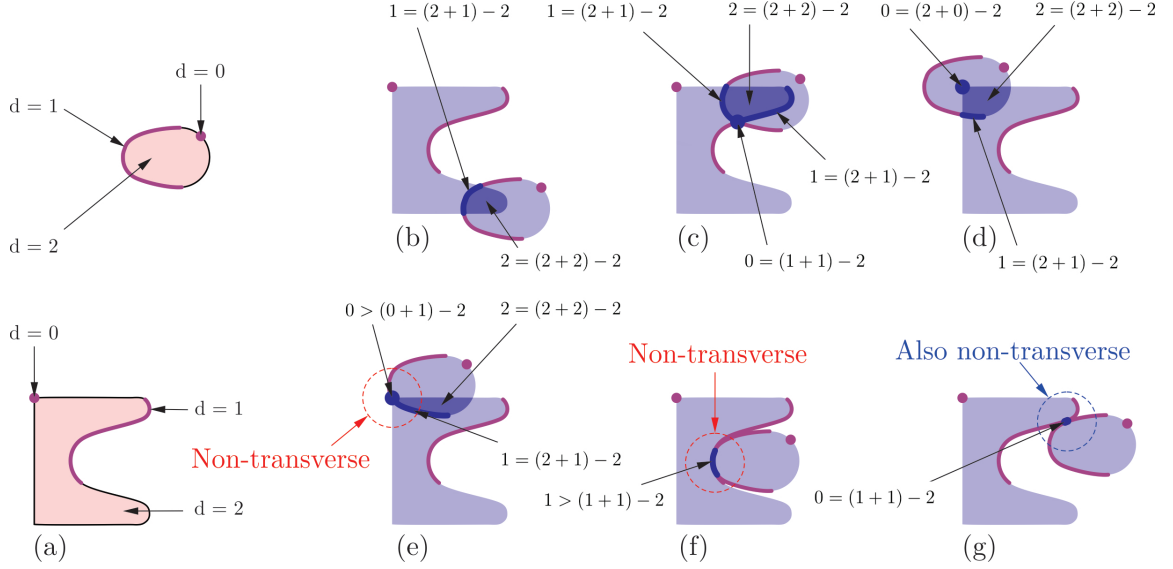 d = 0
d = 1
d = 2
d = 0
d = 1
d = 2
(a)
1 = (2 + 1) − 2
2 = (2 + 2) − 2
(b)
1 = (2 + 1) − 2
2 = (2 + 2) − 2
1 = (2 + 1) − 2
0 = (1 + 1) − 2
(c)
0 = (2 + 0) − 2
2 = (2 + 2) − 2
1 = (2 + 1) − 2
(d)
0 > (0 + 1) − 2
2 = (2 + 2) − 2
Non-transverse
1 = (2 + 1) − 2
(e)
Non-transverse
1 > (1 + 1) − 2
(f)
Also non-transverse
0 = (1 + 1) − 2
(g)